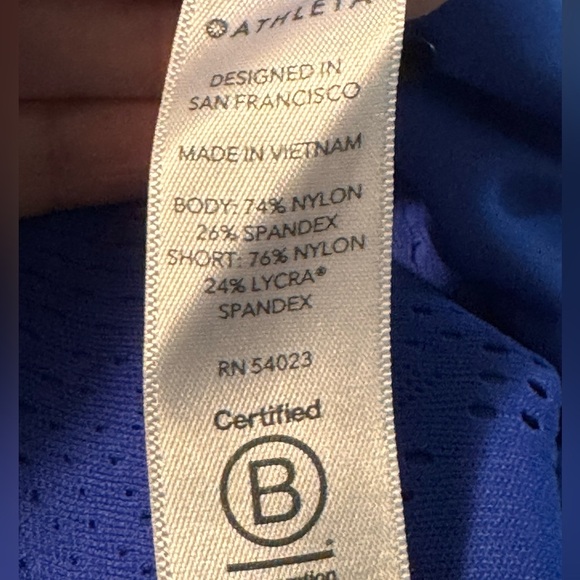 ATHLETA
DESIGNED IN
SAN FRANCISCO
MADE IN VIETNAM
BODY: 74% NYLON
26% SPANDEX
SHORT: 76% NYLON
24% LYCRA®
SPANDEX
RN 54023
Certified
B